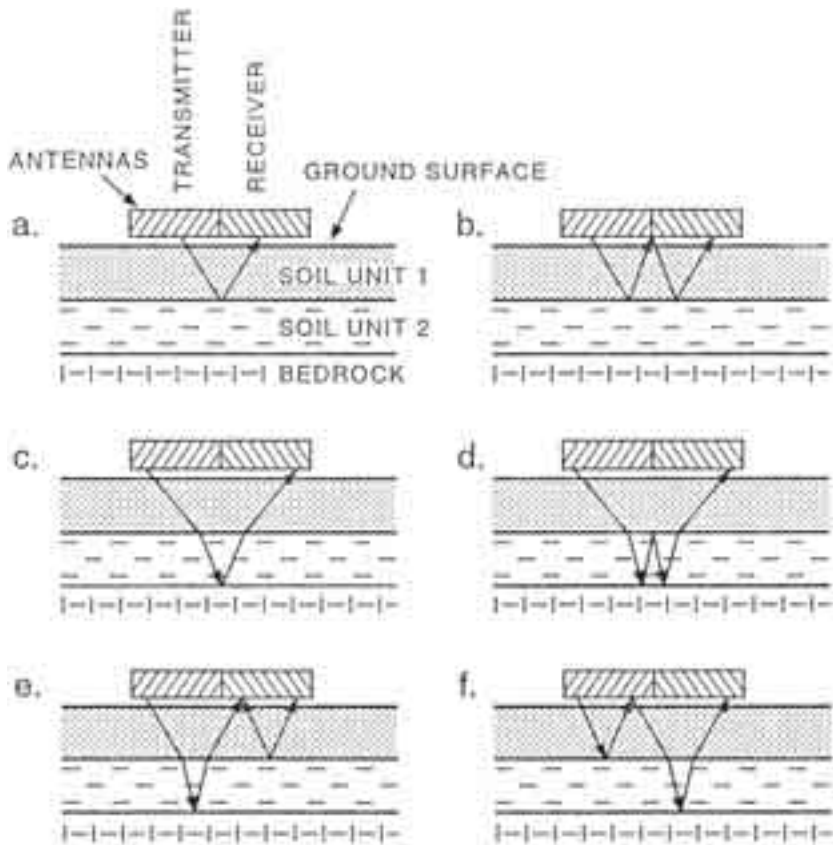 TRANSMITTER
RECEIVER
ANTENNAS
GROUND SURFACE
a.
b.
SOIL UNIT 1
SOIL UNIT 2
BEDROCK
c.
d.
e.
f.